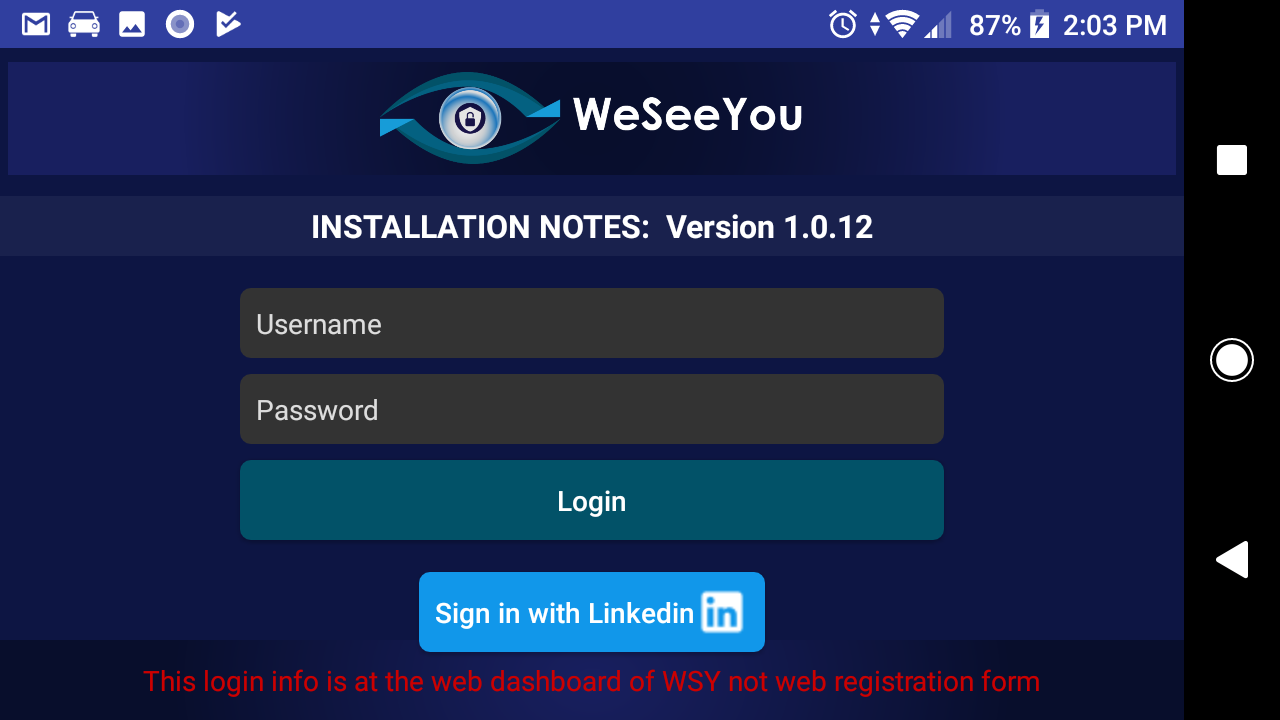 87% 2:03 PM
WeSeeYou
INSTALLATION NOTES:  Version 1.0.12
Username
Password
Login
Sign in with Linkedin in
This login info is at the web dashboard of WSY not web registration form